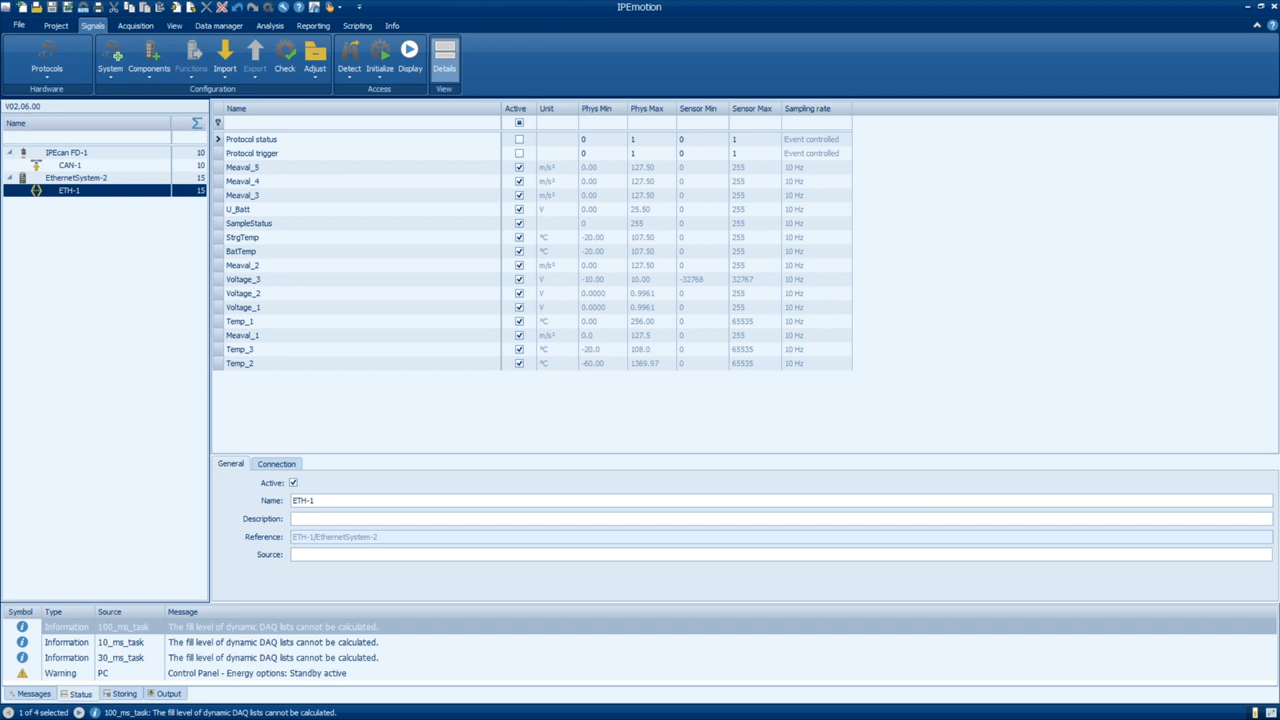 IPEmotion
File Project Signals Acquisition View Data manager Analysis Reporting Scripting Info
Protocols System Components Functions Import Export Check Adjust Detect Initialize Display Details
Hardware Configuration Access View
V02.06.00
Name
IPEcan FD-1 10
CAN-1 10
EthernetSystem-2 15
ETH-1 15
Name Active Unit Phys Min Phys Max Sensor Min Sensor Max Sampling rate
Protocol status 0 1 0 1 Event controlled
Protocol trigger 0 1 0 1 Event controlled
Meaval_5 m/s² 0.00 127.50 0 255 10 Hz
Meaval_4 m/s² 0.00 127.50 0 255 10 Hz
Meaval_3 m/s² 0.00 127.50 0 255 10 Hz
U_Batt V 0.00 25.50 0 255 10 Hz
SampleStatus 0 255 0 255 10 Hz
StrgTemp °C -20.00 107.50 0 255 10 Hz
BatTemp °C -20.00 107.50 0 255 10 Hz
Meaval_2 m/s² 0.00 127.50 0 255 10 Hz
Voltage_3 V -10.00 10.00 -32768 32767 10 Hz
Voltage_2 V 0.0000 0.9961 0 255 10 Hz
Voltage_1 V 0.0000 0.9961 0 255 10 Hz
Temp_1 °C 0.00 256.00 0 65535 10 Hz
Meaval_1 m/s² 0.0 127.5 0 255 10 Hz
Temp_3 °C -20.0 108.0 0 65535 10 Hz
Temp_2 °C -60.00 1369.97 0 65535 10 Hz
General Connection
Active:
Name: ETH-1
Description:
Reference: ETH-1/EthernetSystem-2
Source:
Symbol Type Source Message
Information 100_ms_task The fill level of dynamic DAQ lists cannot be calculated.
Information 10_ms_task The fill level of dynamic DAQ lists cannot be calculated.
Information 30_ms_task The fill level of dynamic DAQ lists cannot be calculated.
Warning PC Control Panel - Energy options: Standby active
Messages Status Storing Output
1 of 4 selected 100_ms_task: The fill level of dynamic DAQ lists cannot be calculated.